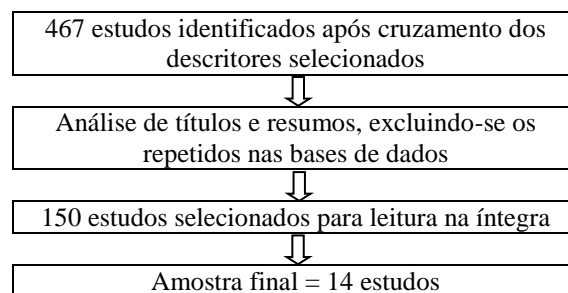 467 estudos identificados após cruzamento dos
descritores selecionados
Análise de títulos e resumos, excluindo-se os
repetidos nas bases de dados
150 estudos selecionados para leitura na íntegra
Amostra final = 14 estudos